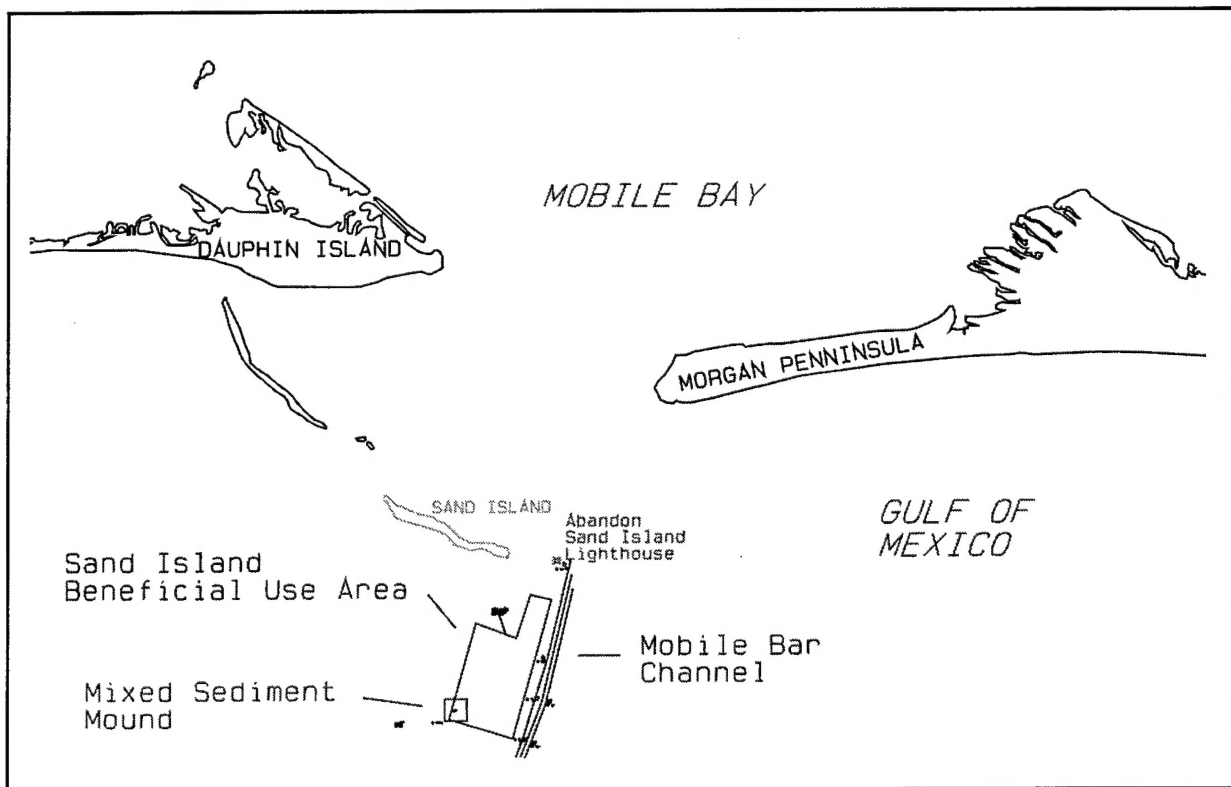 MOBILE BAY
DAUPHIN ISLAND
MORGAN PENNINSULA
SAND ISLAND
GULF OF
MEXICO
Abandon
Sand Island
Lighthouse
Sand Island
Beneficial Use Area
Mobile Bar
Channel
Mixed Sediment
Mound